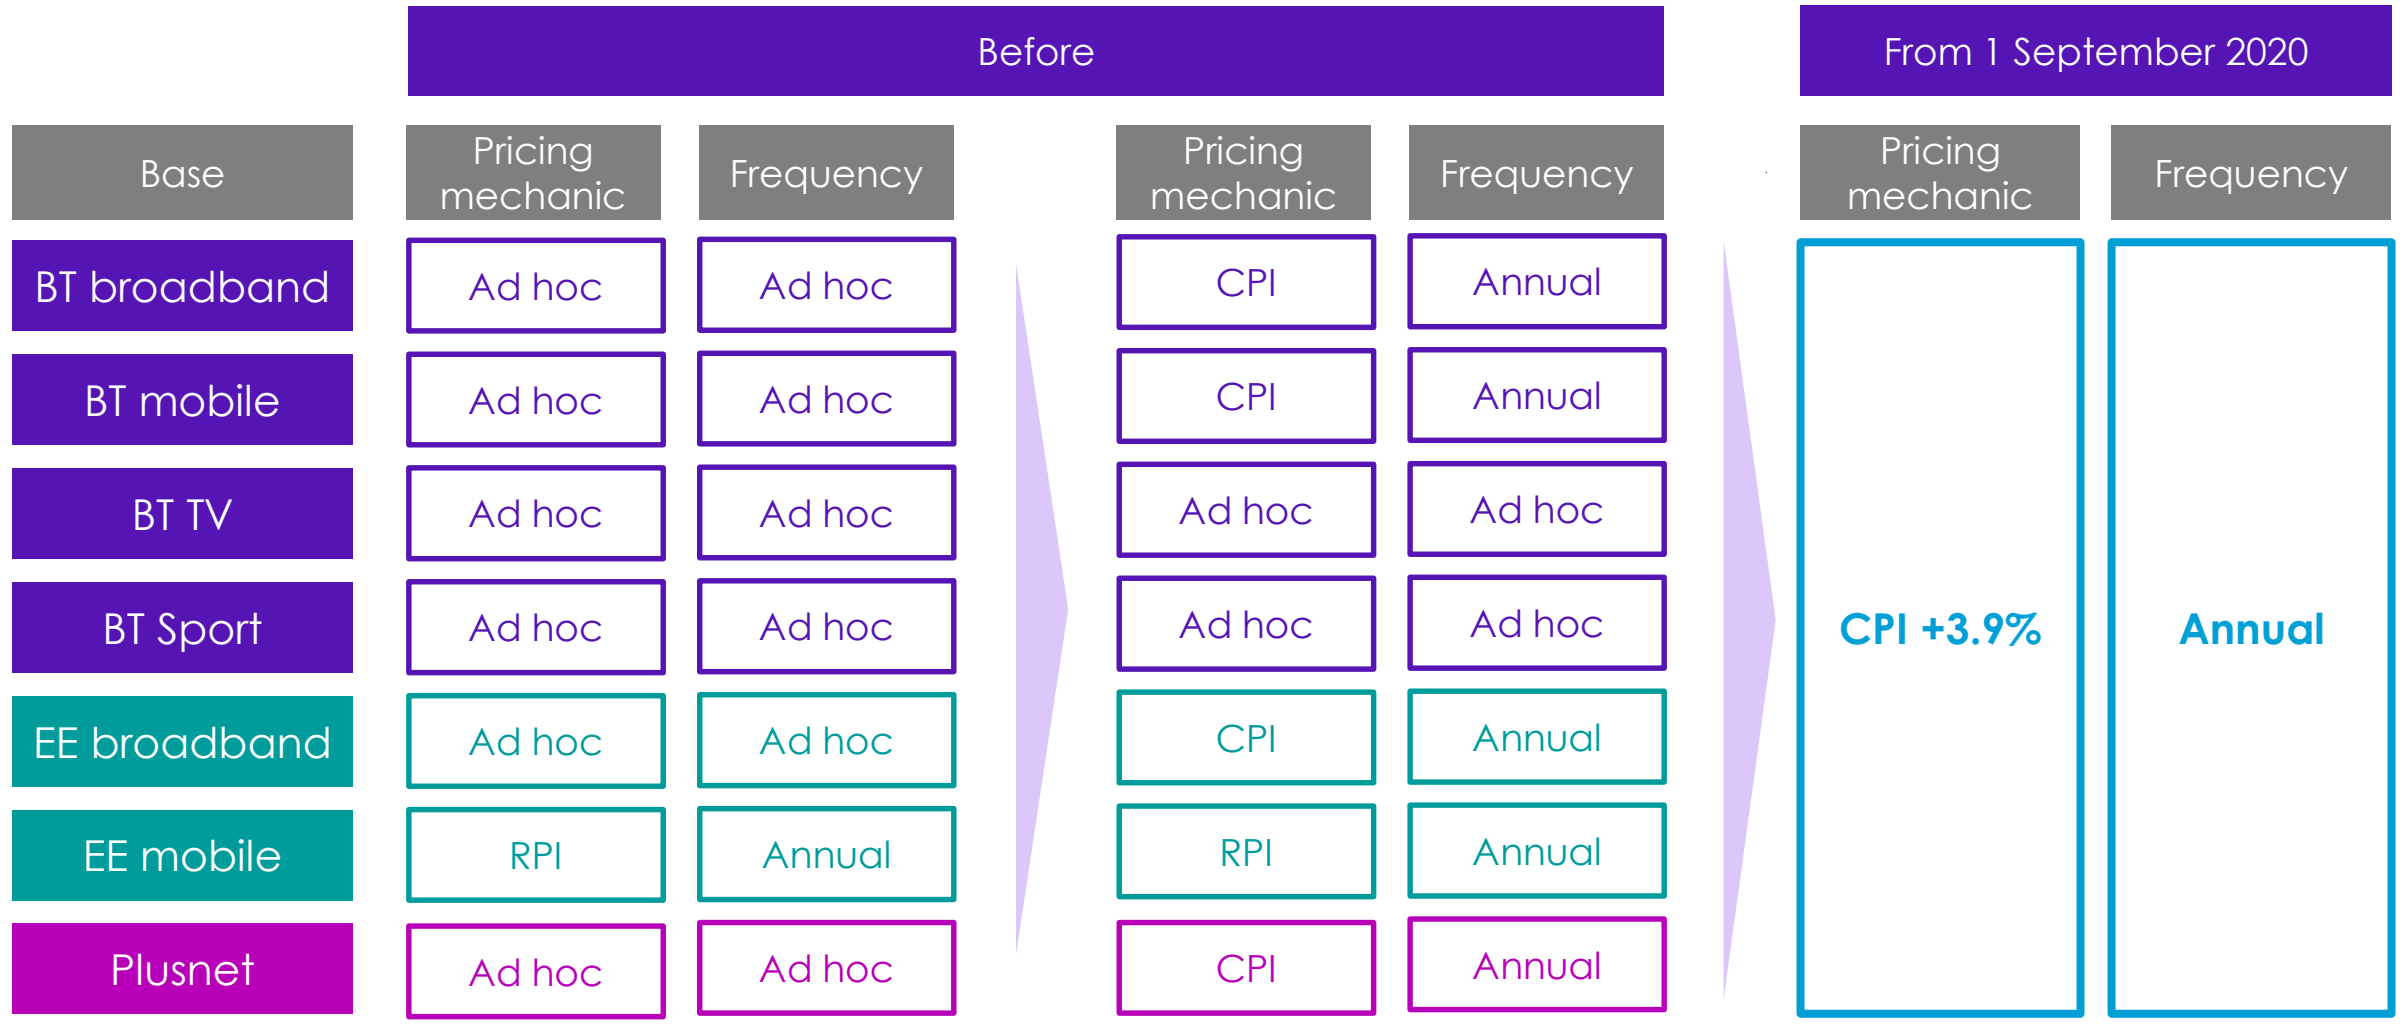 Before
From 1 September 2020
Base
Pricing
mechanic
Frequency
Pricing
mechanic
Frequency
Pricing
mechanic
Frequency
BT broadband
Ad hoc
Ad hoc
CPI
Annual
BT mobile
Ad hoc
Ad hoc
CPI
Annual
BT TV
Ad hoc
Ad hoc
Ad hoc
Ad hoc
BT Sport
Ad hoc
Ad hoc
Ad hoc
Ad hoc
CPI +3.9%
Annual
EE broadband
Ad hoc
Ad hoc
CPI
Annual
EE mobile
RPI
Annual
RPI
Annual
Plusnet
Ad hoc
Ad hoc
CPI
Annual